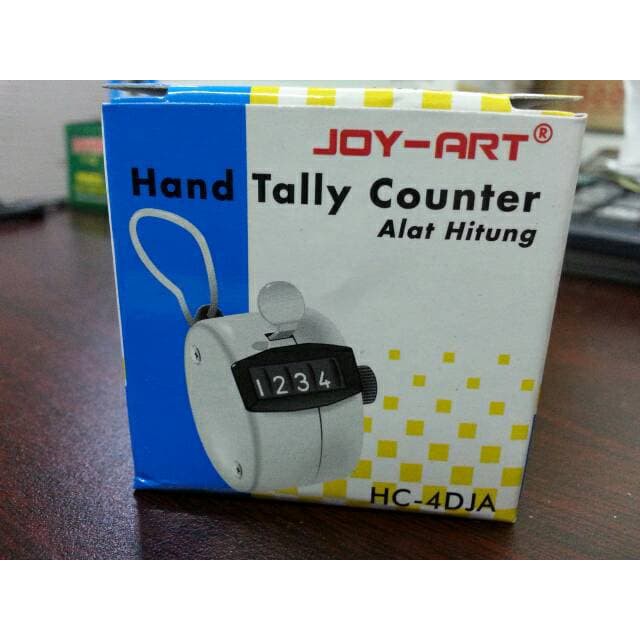 JOY-ART®
Hand Tally Counter
Alat Hitung
1234
HC-4DJA